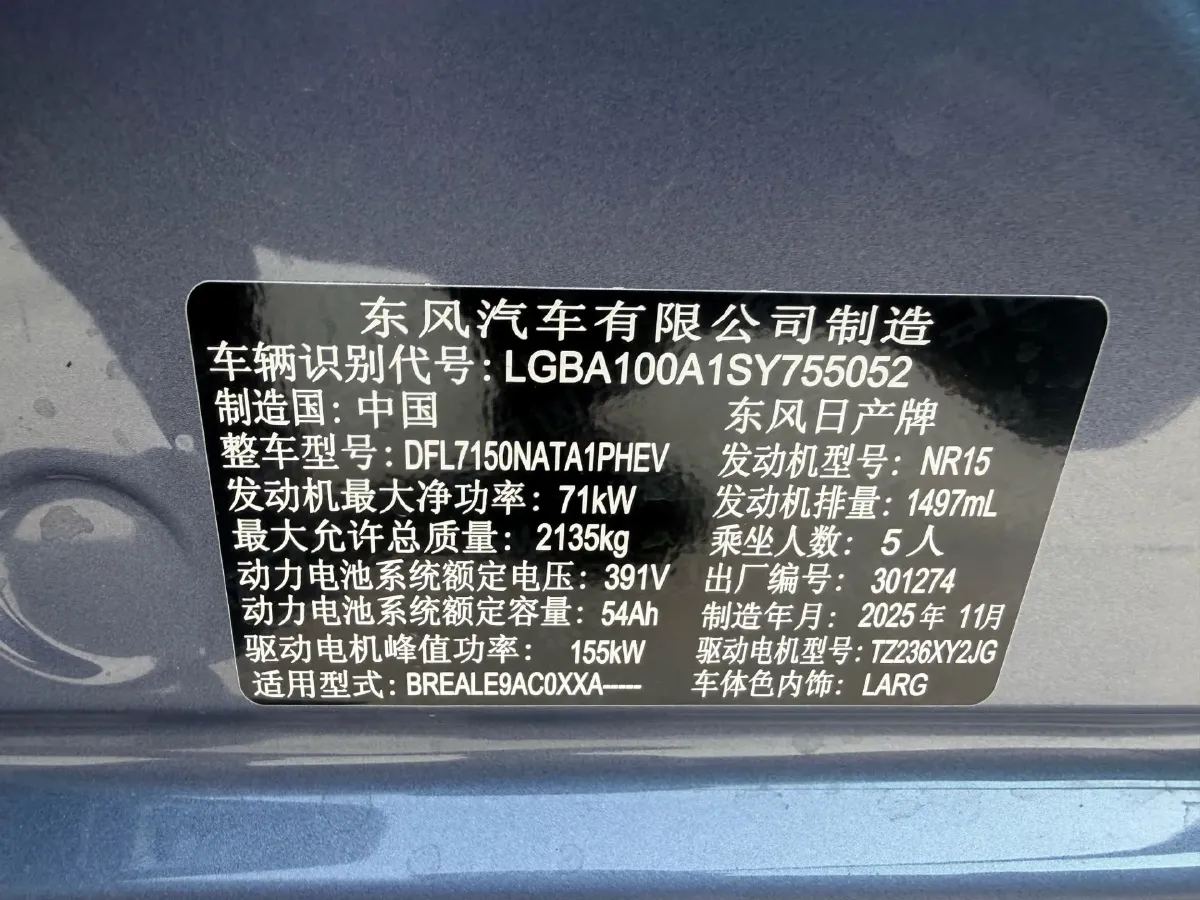 东风汽车有限公司制造
车辆识别代号: LGBA100A1SY755052
制造国: 中国 东风日产牌
整车型号: DFL7150NATA1PHEV 发动机型号: NR15
发动机最大净功率: 71kW 发动机排量: 1497mL
最大允许总质量: 2135kg 乘坐人数: 5人
动力电池系统额定电压: 391V 出厂编号: 301274
动力电池系统额定容量: 54Ah 制造年月: 2025年 11月
驱动电机峰值功率: 155kW 驱动电机型号: TZ236XY2JG
适用型式: BREALE9AC0XXA----- 车体色内饰: LARG